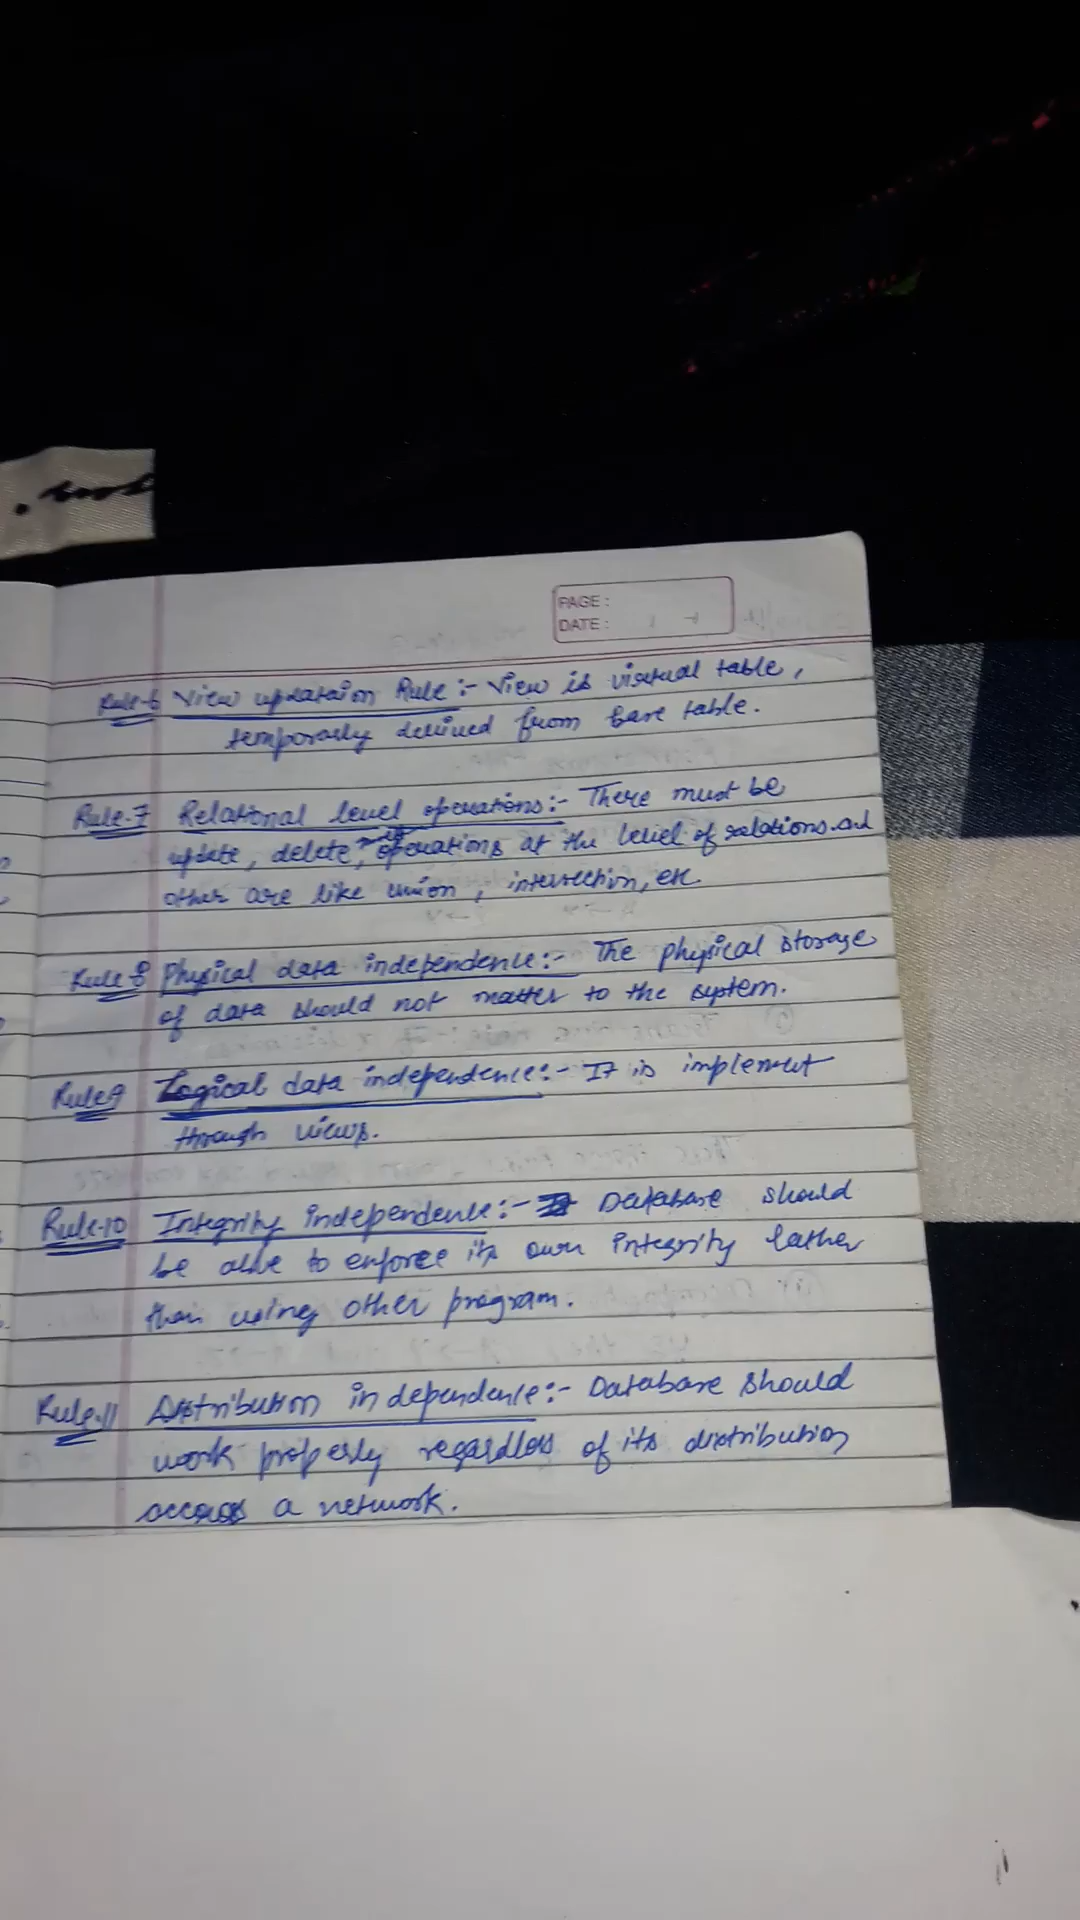 PAGE:
DATE:
Rule-6 View updataion Rule:- View is virtual table,
temporarly derived from base table.
Rule-7 Relational level operations:- There must be
update, delete, operations at the level of relations. and
other are like union, intersection, etc.
Rule 8 Physical data independence:- The physical storage
of data should not matter to the system.
Rule 9 Logical data independence:- It is implement
through views.
Rule-10 Integrity independence:- Database should
be able to enforce its own integrity rather
than using other program.
Rule-11 Distribution independence:- Database should
work properly regardless of its distribution
accross a network.